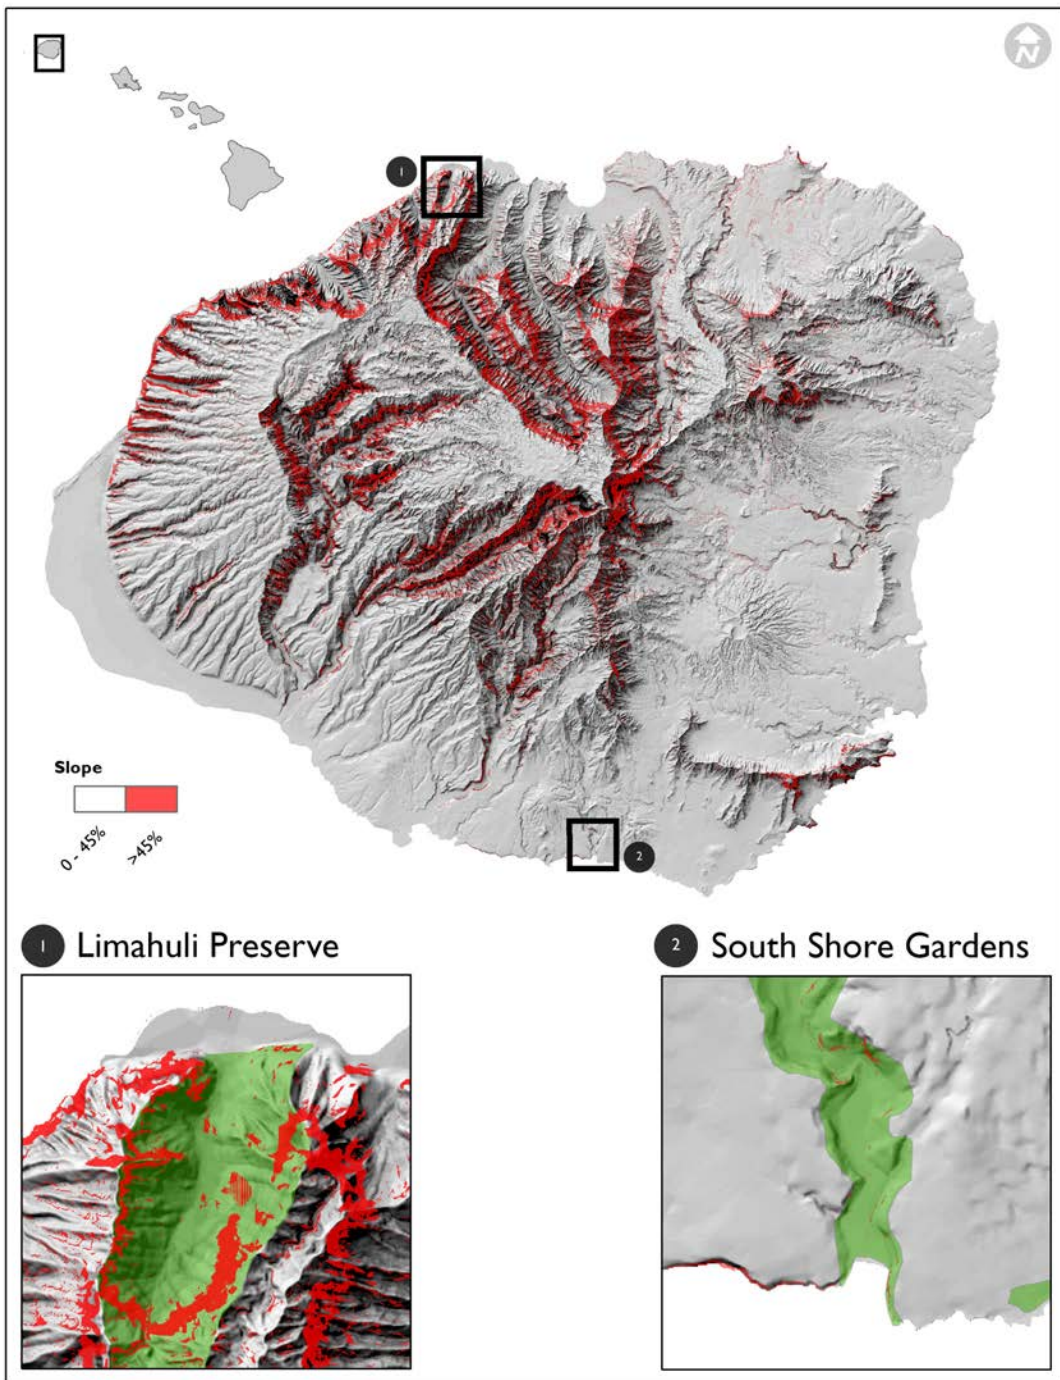 N
1
2
Slope
0 - 45%
>45%
1 Limahuli Preserve
2 South Shore Gardens